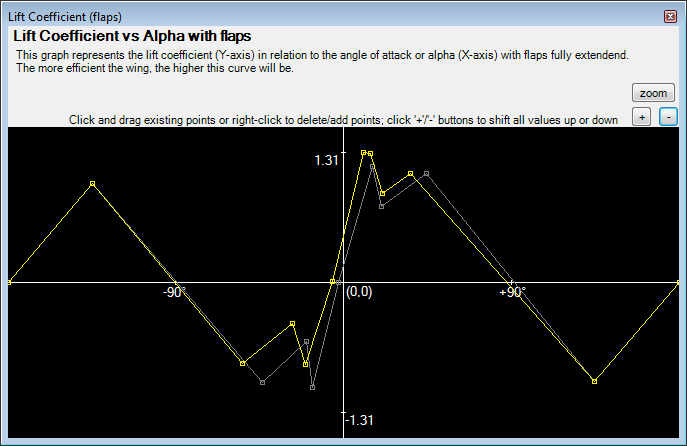 Lift Coefficient (flaps)
Lift Coefficient vs Alpha with flaps
This graph represents the lift coefficient (Y-axis) in relation to the angle of attack or alpha (X-axis) with flaps fully extendend.
The more efficient the wing, the higher this curve will be.
zoom
Click and drag existing points or right-click to delete/add points; click '+'/'-' buttons to shift all values up or down
+ -
1.31
-90° (0,0) +90°
-1.31